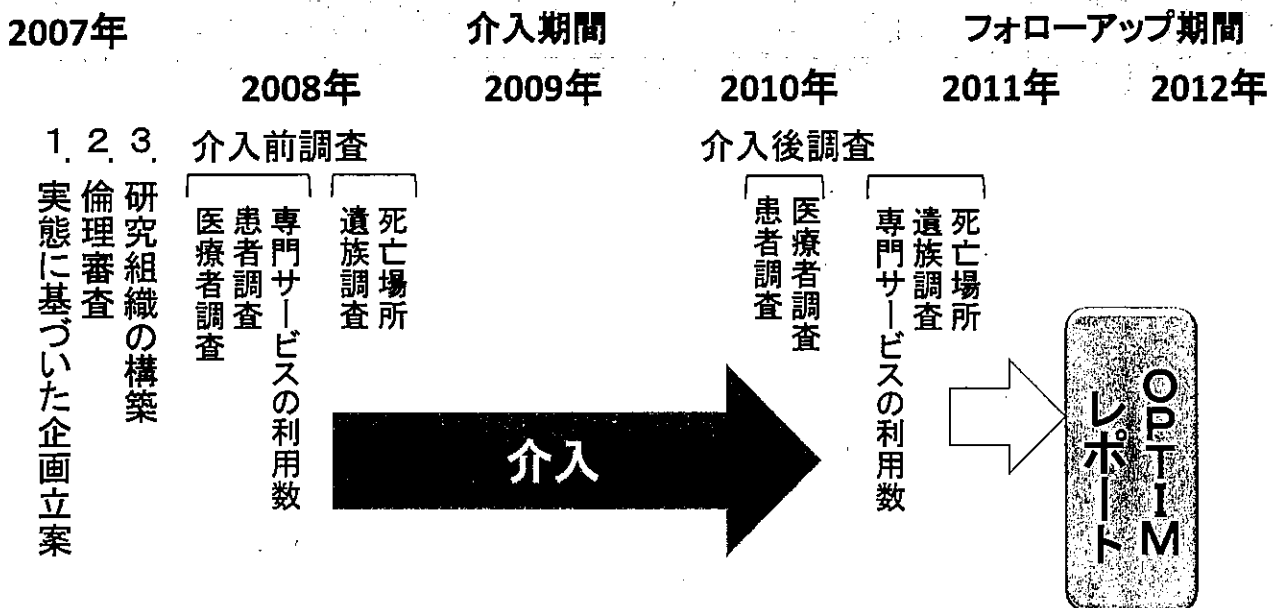 2007年
介入期間
フォローアップ期間
2008年
2009年
2010年
2011年
2012年
1. 実態に基づいた企画立案
2. 倫理審査
3. 研究組織の構築
介入前調査
医療者調査
患者調査
専門サービスの利用数
遺族調査
死亡場所
介入後調査
患者調査
医療者調査
専門サービスの利用数
遺族調査
死亡場所
介入
OPTIM
レポート